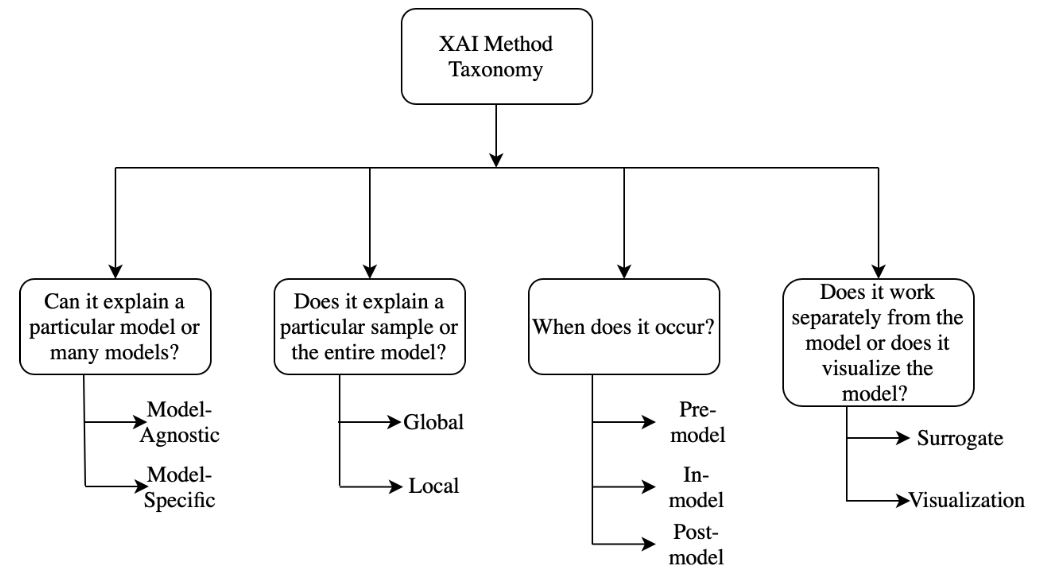 XAI Method
Taxonomy
Can it explain a
particular model or
many models?
Model-
Agnostic
Model-
Specific
Does it explain a
particular sample or
the entire model?
Global
Local
When does it occur?
Pre-
model
In-
model
Post-
model
Does it work
separately from the
model or does it
visualize the
model?
Surrogate
Visualization